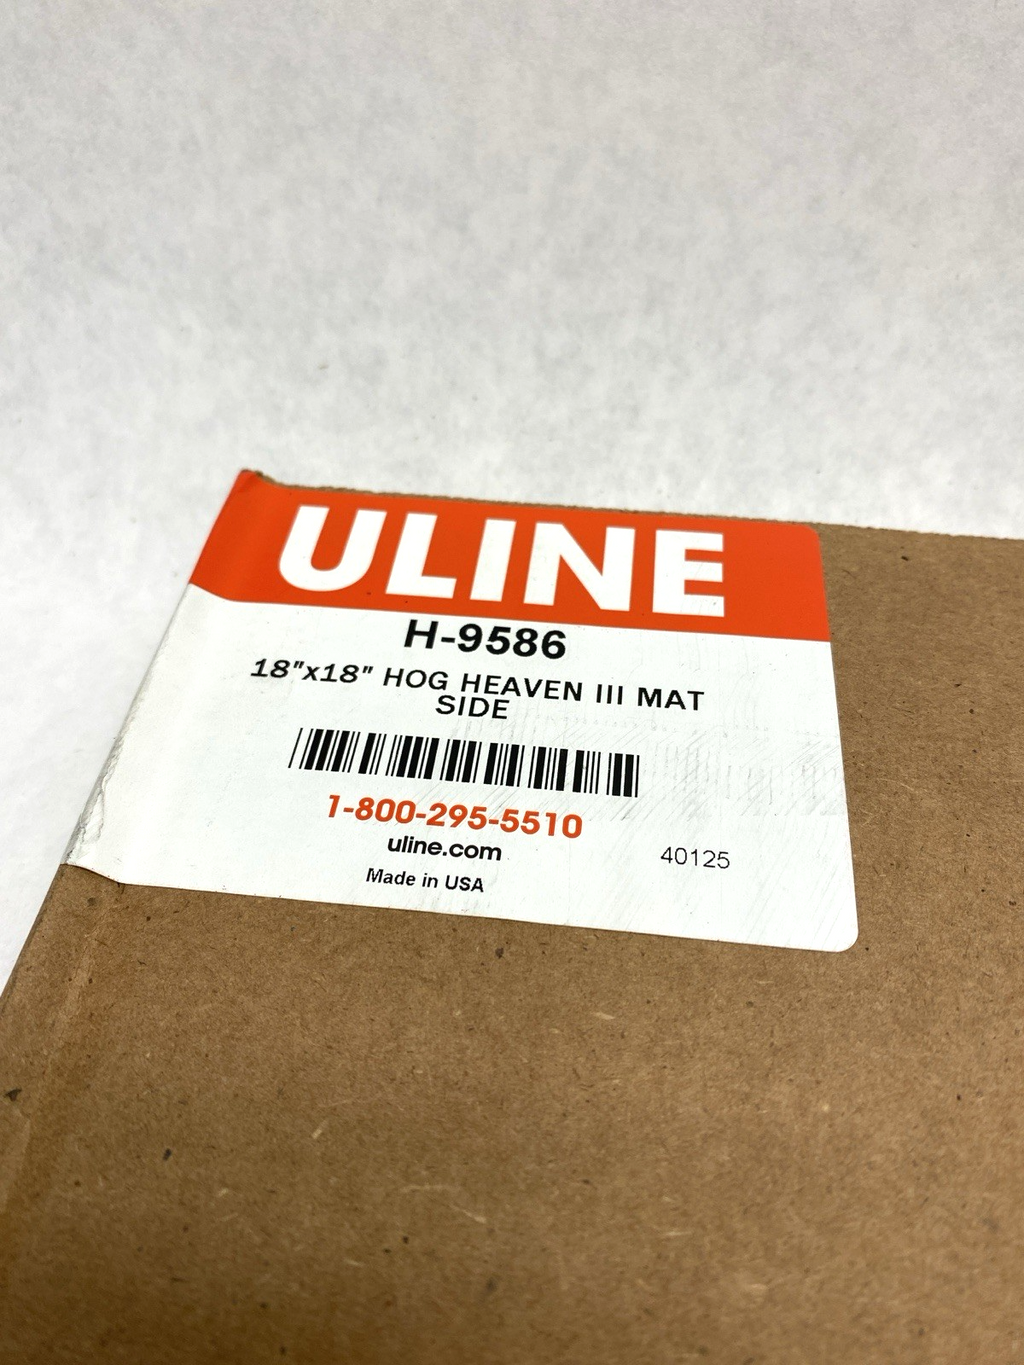 ULINE
H-9586
18"x18" HOG HEAVEN III MAT
SIDE
1-800-295-5510
uline.com
40125
Made in USA